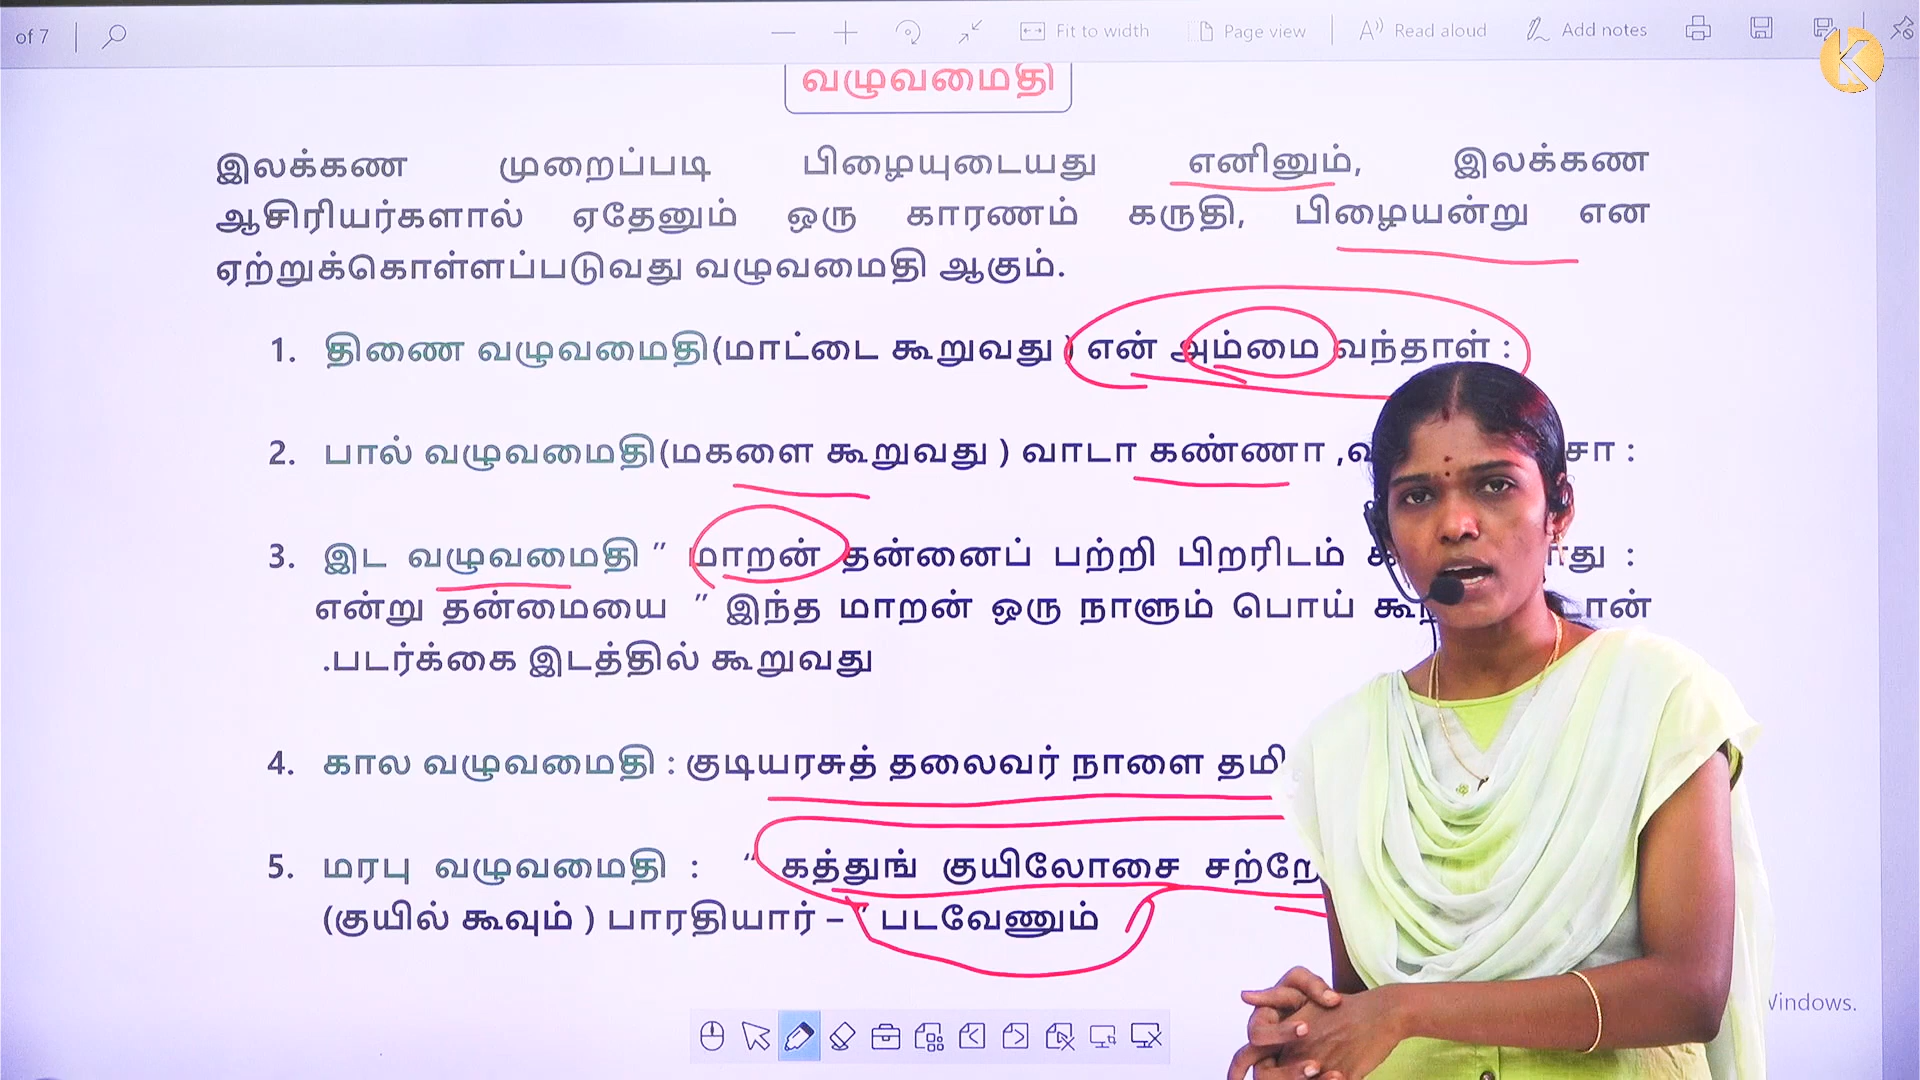 of 7
Fit to width
Page view
Read aloud
Add notes
வழுவமைதி
இலக்கண முறைப்படி பிழையுடையது எனினும், இலக்கண
ஆசிரியர்களால் ஏதேனும் ஒரு காரணம் கருதி, பிழையன்று என
ஏற்றுக்கொள்ளப்படுவது வழுவமைதி ஆகும்.
1. திணை வழுவமைதி(மாட்டை கூறுவது ) என் அம்மை வந்தாள் :
2. பால் வழுவமைதி(மகளை கூறுவது ) வாடா கண்ணா ,
3. இட வழுவமைதி ” மாறன் தன்னைப் பற்றி பிறரிடம்
என்று தன்மையை ” இந்த மாறன் ஒரு நாளும் பொய்
.படர்க்கை இடத்தில் கூறுவது
4. கால வழுவமைதி : குடியரசுத் தலைவர் நாளை
5. மரபு வழுவமைதி : “ கத்துங் குயிலோசை
(குயில் கூவும் ) பாரதியார் – ” படவேணும்
Windows.